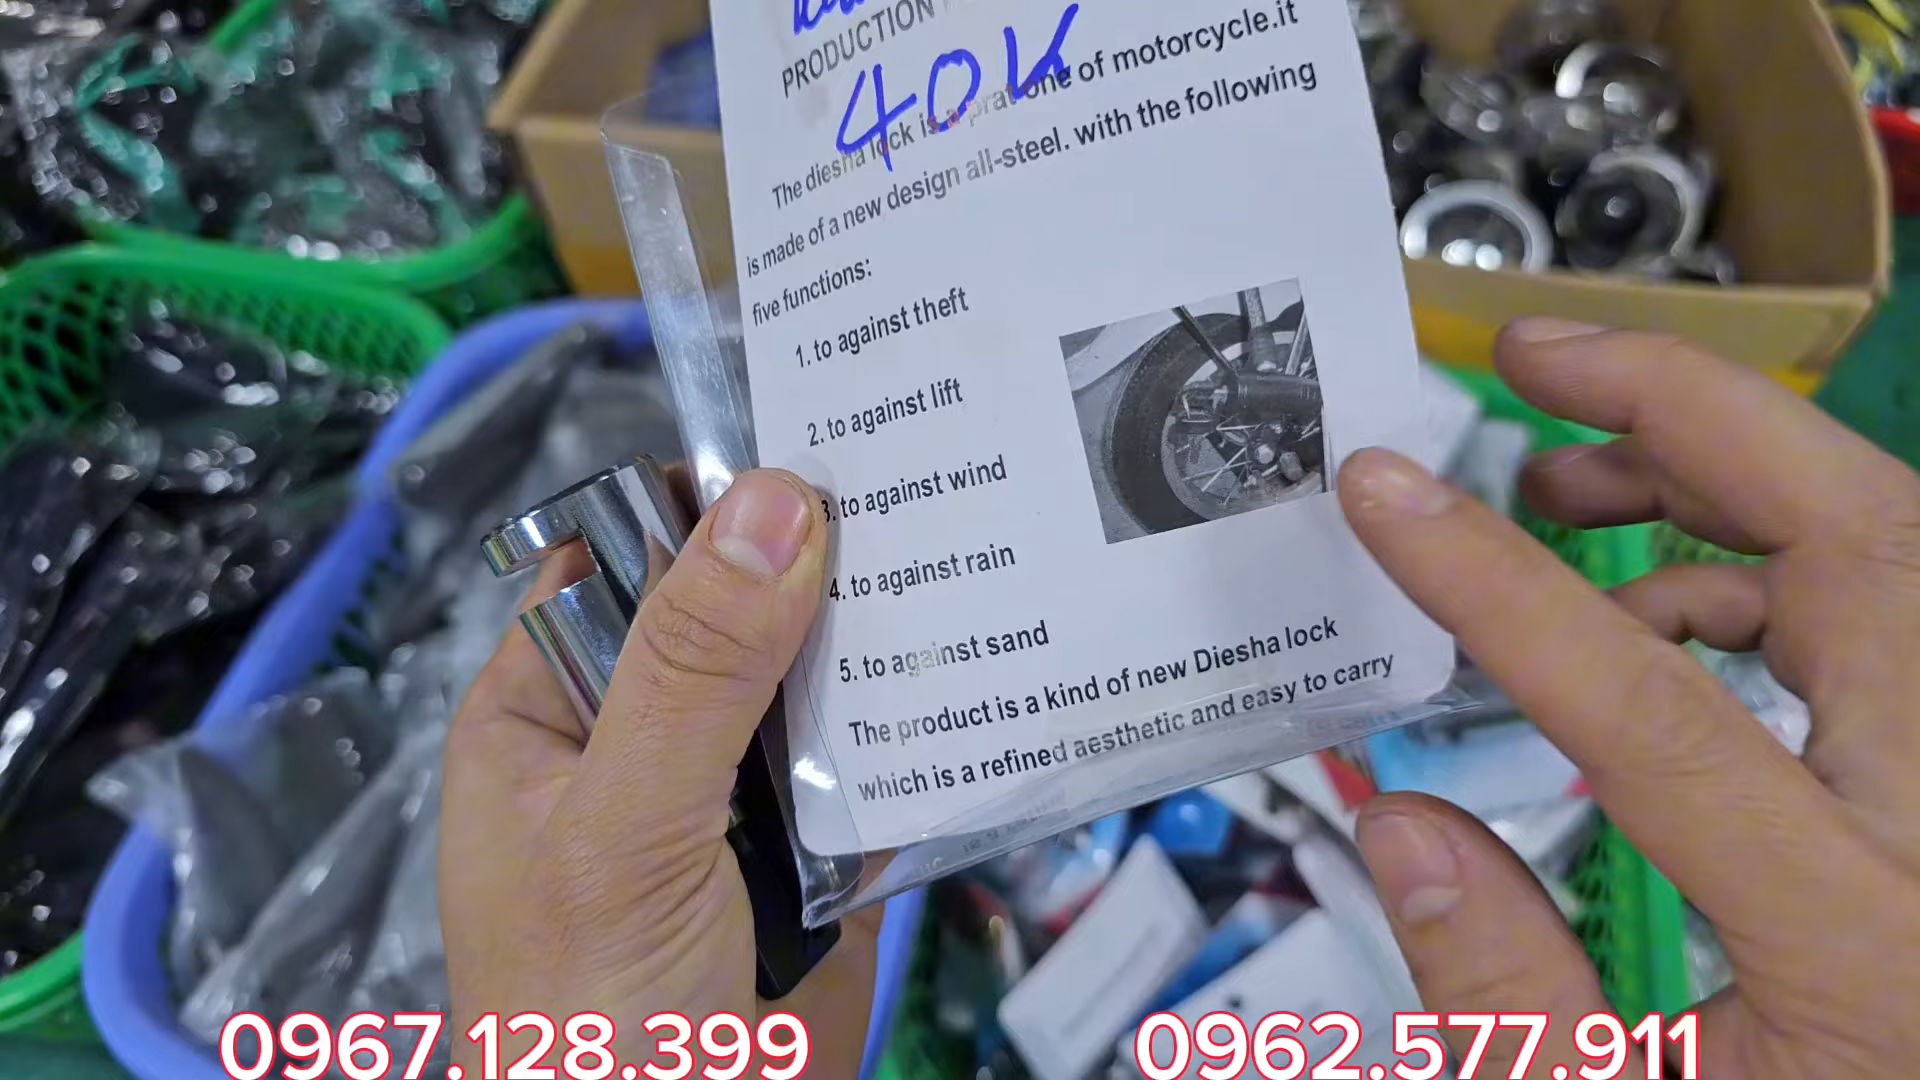 PRODUCTION
40K
The diesha lock is a prat one of motorcycle.it
is made of a new design all-steel. with the following
five functions:
1. to against theft
2. to against lift
3. to against wind
4. to against rain
5. to against sand
The product is a kind of new Diesha lock
which is a refined aesthetic and easy to carry
0967.128.399
0962.577.911